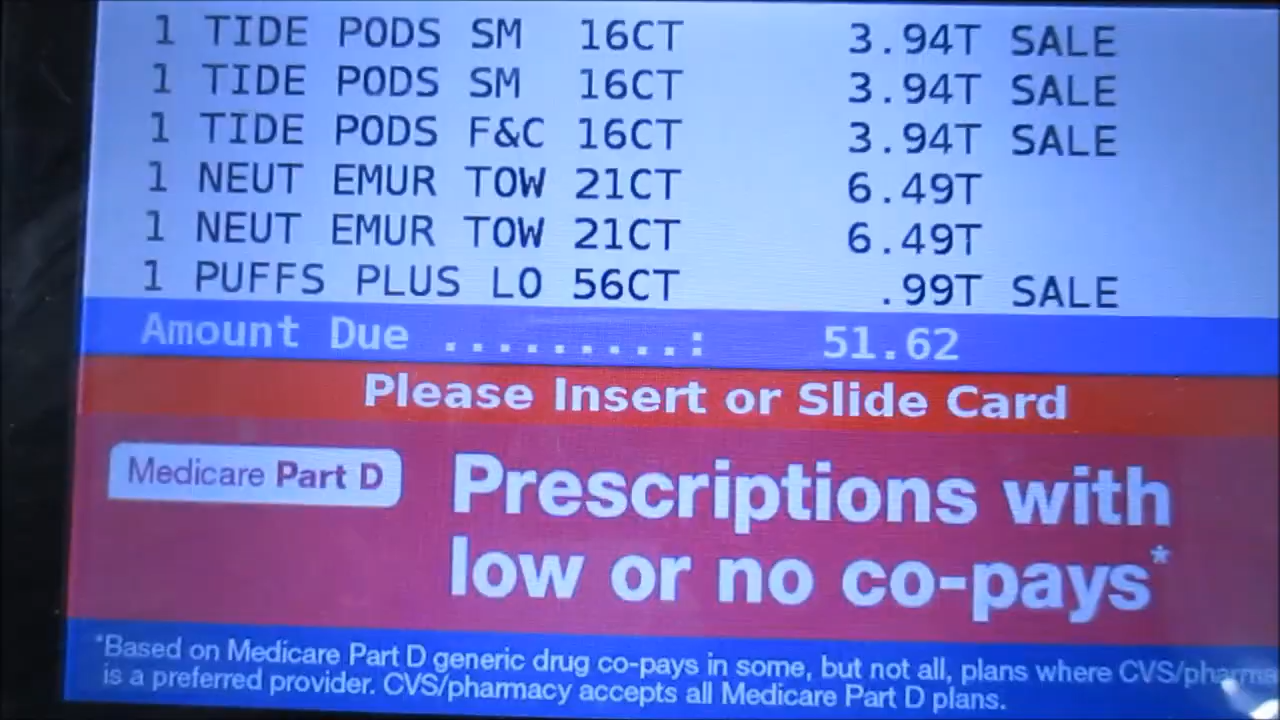 1 TIDE PODS SM 16CT 3.94T SALE
1 TIDE PODS SM 16CT 3.94T SALE
1 TIDE PODS F&C 16CT 3.94T SALE
1 NEUT EMUR TOW 21CT 6.49T
1 NEUT EMUR TOW 21CT 6.49T
1 PUFFS PLUS LO 56CT .99T SALE
Amount Due .........: 51.62
Please Insert or Slide Card
Medicare Part D
Prescriptions with
low or no co-pays*
*Based on Medicare Part D generic drug co-pays in some, but not all, plans where CVS/pharma
is a preferred provider. CVS/pharmacy accepts all Medicare Part D plans.